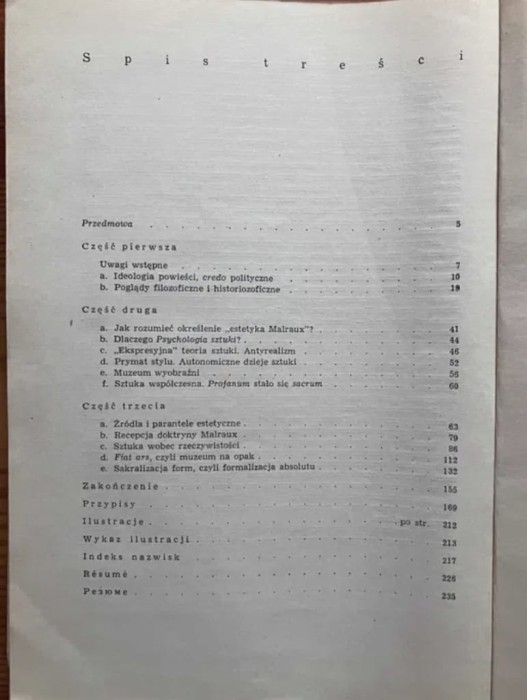 Spis treści
Przedmowa 5
Część pierwsza
Uwagi wstępne 7
a. Ideologia powieści, credo polityczne 10
b. Poglądy filozoficzne i historiozoficzne 19
Część druga
a. Jak rozumieć określenie „estetyka Malraux”? 41
b. Dlaczego Psychologia sztuki? 44
c. „Ekspresyjna” teoria sztuki. Antyrealizm 46
d. Prymat stylu. Autonomiczne dzieje sztuki 52
e. Muzeum wyobraźni 56
f. Sztuka współczesna. Profanum stało się sacrum 60
Część trzecia
a. Źródła i parantele estetyczne 63
b. Recepcja doktryny Malraux 79
c. Sztuka wobec rzeczywistości 86
d. Fiat ars, czyli muzeum na opak 112
e. Sakralizacja form, czyli formalizacja absolutu 132
Zakończenie 155
Przypisy 169
Ilustracje po str. 212
Wykaz ilustracji 213
Indeks nazwisk 217
Résumé 226
Резюме 235